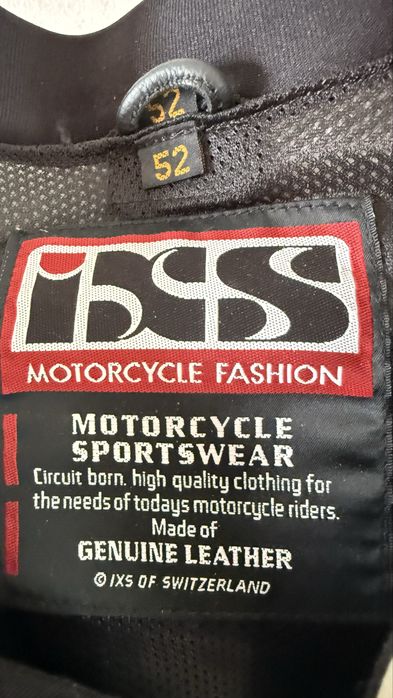 52
52
iXS
MOTORCYCLE FASHION
MOTORCYCLE
SPORTSWEAR
Circuit born. high quality clothing for
the needs of todays motorcycle riders.
Made of
GENUINE LEATHER
© IXS OF SWITZERLAND